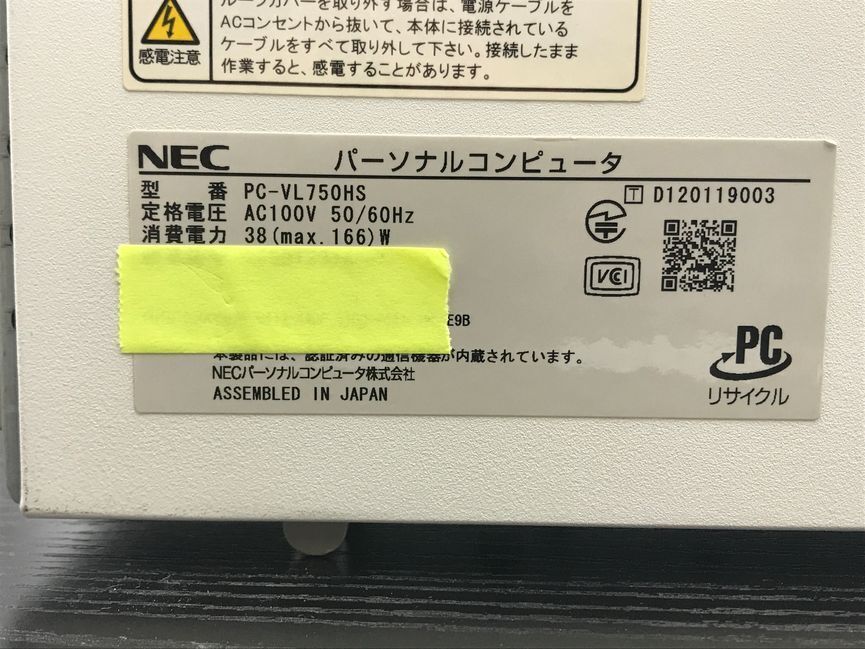 ルーフカバーを取り外す場合は、電源ケーブルを
ACコンセントから抜いて、本体に接続されている
ケーブルをすべて取り外して下さい。接続したまま
作業すると、感電することがあります。
感電注意
NEC パーソナルコンピュータ
型 番 PC-VL750HS
定格電圧 AC100V 50/60Hz
消費電力 38(max.166)W
T D120119003
VCI
E9B
本製品には、認証済みの通信機器が内蔵されています。
NECパーソナルコンピュータ株式会社
ASSEMBLED IN JAPAN
PC
リサイクル